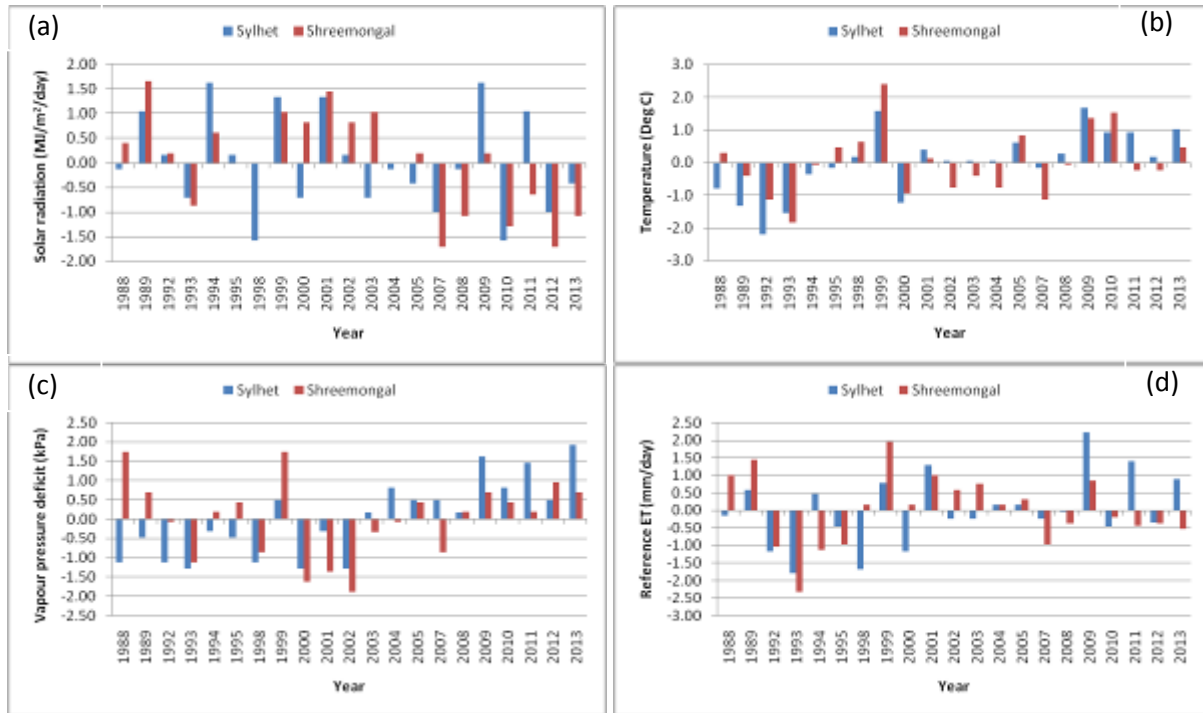 (a)
Sylhet Shreemongal
Solar radiation (MJ/m²/day)
2.00
1.50
1.00
0.50
0.00
-0.50
-1.00
-1.50
-2.00
1988 1989 1992 1993 1994 1995 1998 1999 2000 2001 2002 2003 2004 2005 2007 2008 2009 2010 2011 2012 2013
Year
(b)
Sylhet Shreemongal
Temperature (Deg C)
3.0
2.0
1.0
0.0
-1.0
-2.0
-3.0
1988 1989 1992 1993 1994 1995 1998 1999 2000 2001 2002 2003 2004 2005 2007 2008 2009 2010 2011 2012 2013
Year
(c)
Sylhet Shreemongal
Vapour pressure deficit (kPa)
2.50
2.00
1.50
1.00
0.50
0.00
-0.50
-1.00
-1.50
-2.00
-2.50
1988 1989 1992 1993 1994 1995 1998 1999 2000 2001 2002 2003 2004 2005 2007 2008 2009 2010 2011 2012 2013
Year
(d)
Sylhet Shreemongal
Reference ET (mm/day)
2.50
2.00
1.50
1.00
0.50
0.00
-0.50
-1.00
-1.50
-2.00
-2.50
-3.00
1988 1989 1992 1993 1994 1995 1998 1999 2000 2001 2002 2003 2004 2005 2007 2008 2009 2010 2011 2012 2013
Year